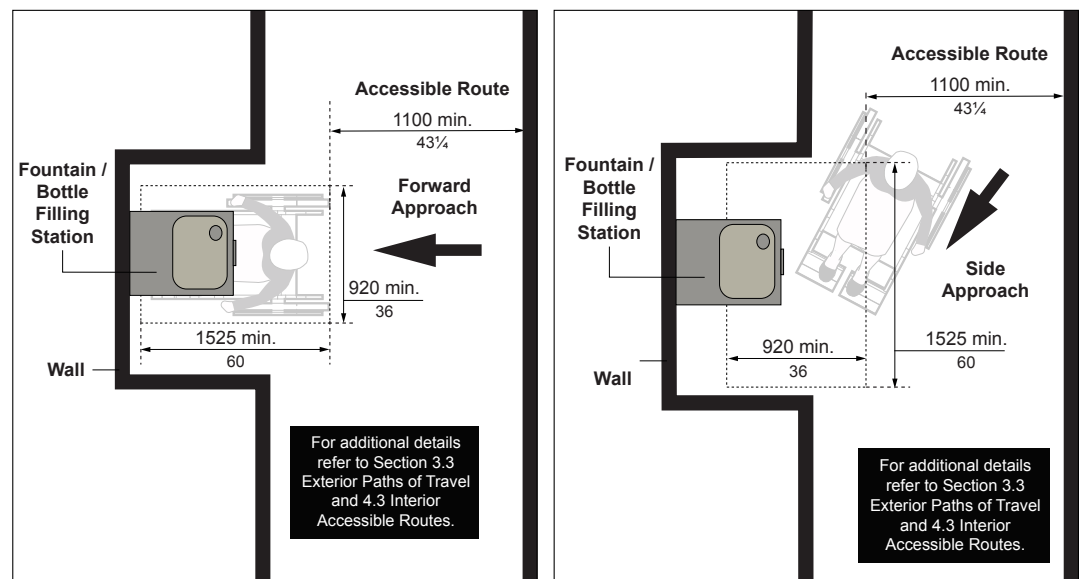 Accessible Route
1100 min.
43¼
Fountain /
Bottle
Filling
Station
Forward
Approach
920 min.
36
1525 min.
60
Wall
For additional details
refer to Section 3.3
Exterior Paths of Travel
and 4.3 Interior
Accessible Routes.
Accessible Route
1100 min.
43¼
Fountain /
Bottle
Filling
Station
Side
Approach
920 min.
36
1525 min.
60
Wall
For additional details
refer to Section 3.3
Exterior Paths of Travel
and 4.3 Interior
Accessible Routes.